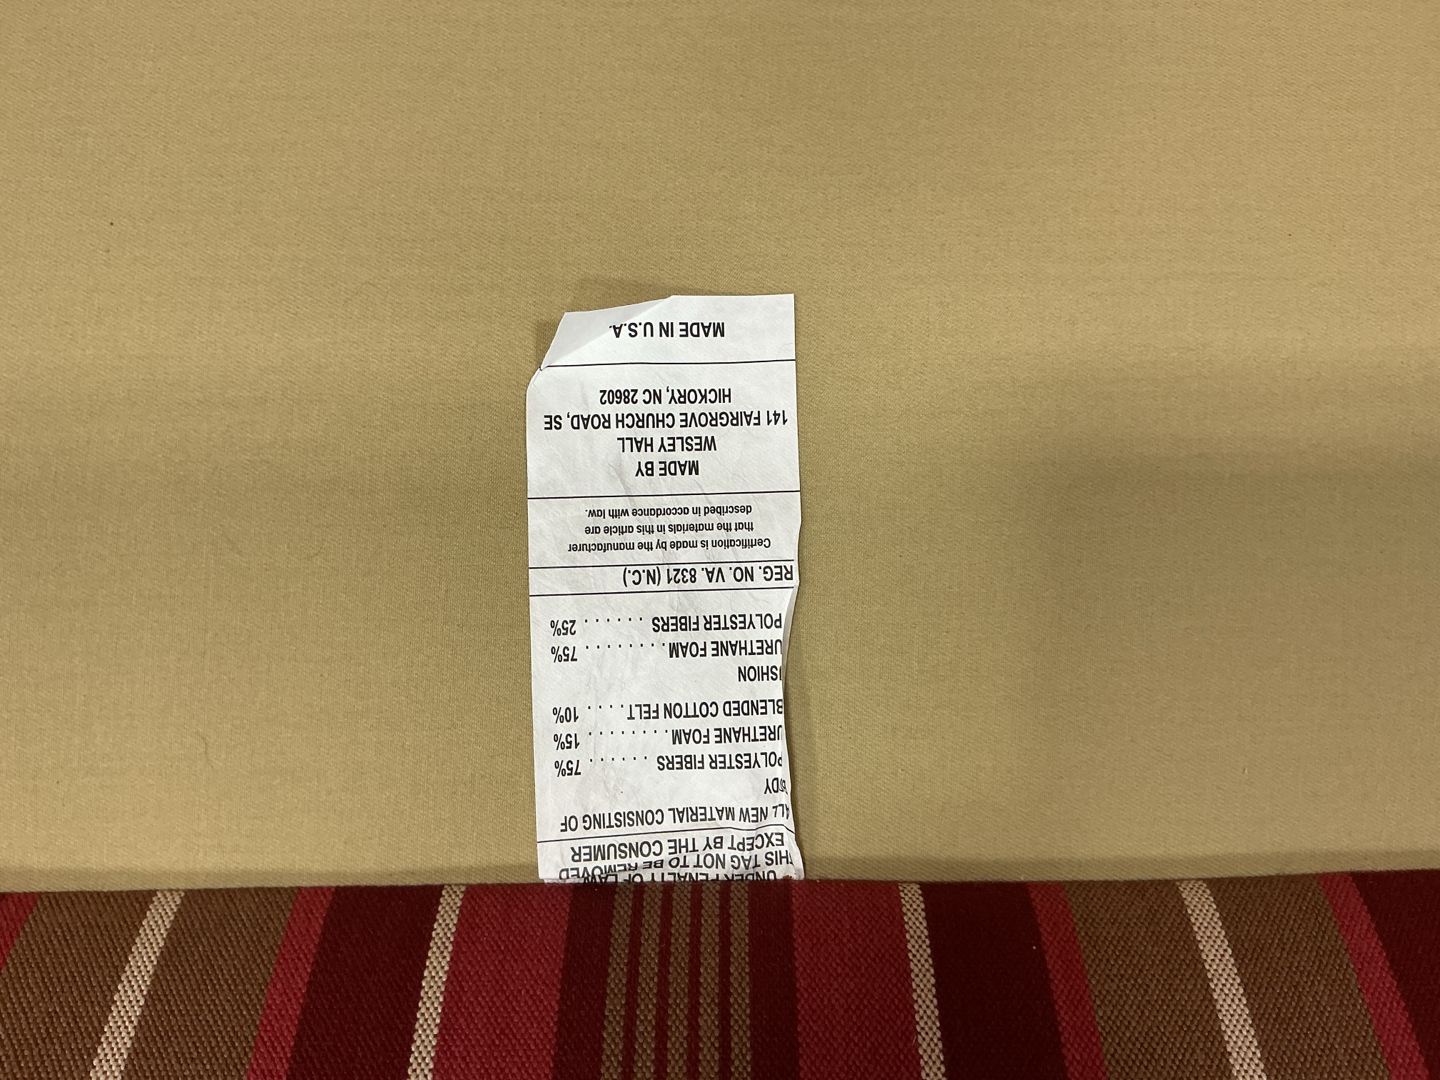 UNDER PENALTY OF LAW
THIS TAG NOT TO BE REMOVED
EXCEPT BY THE CONSUMER
ALL NEW MATERIAL CONSISTING OF
BODY
POLYESTER FIBERS . . . . . . 75%
URETHANE FOAM . . . . . . . . 15%
BLENDED COTTON FELT . . . . . 10%
USHION
URETHANE FOAM . . . . . . . . 75%
POLYESTER FIBERS . . . . . . 25%
REG. NO. VA. 8321 (N.C.)
Certification is made by the manufacturer
that the materials in this article are
described in accordance with law.
MADE BY
WESLEY HALL
141 FAIRGROVE CHURCH ROAD, SE
HICKORY, NC 28602
MADE IN U.S.A.